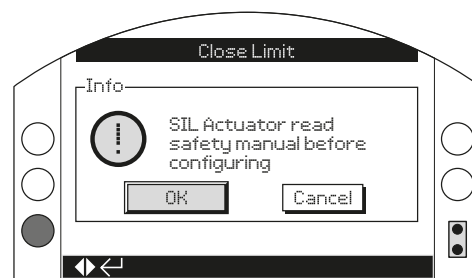 Close Limit
Info
SIL Actuator read
safety manual before
configuring
OK
Cancel